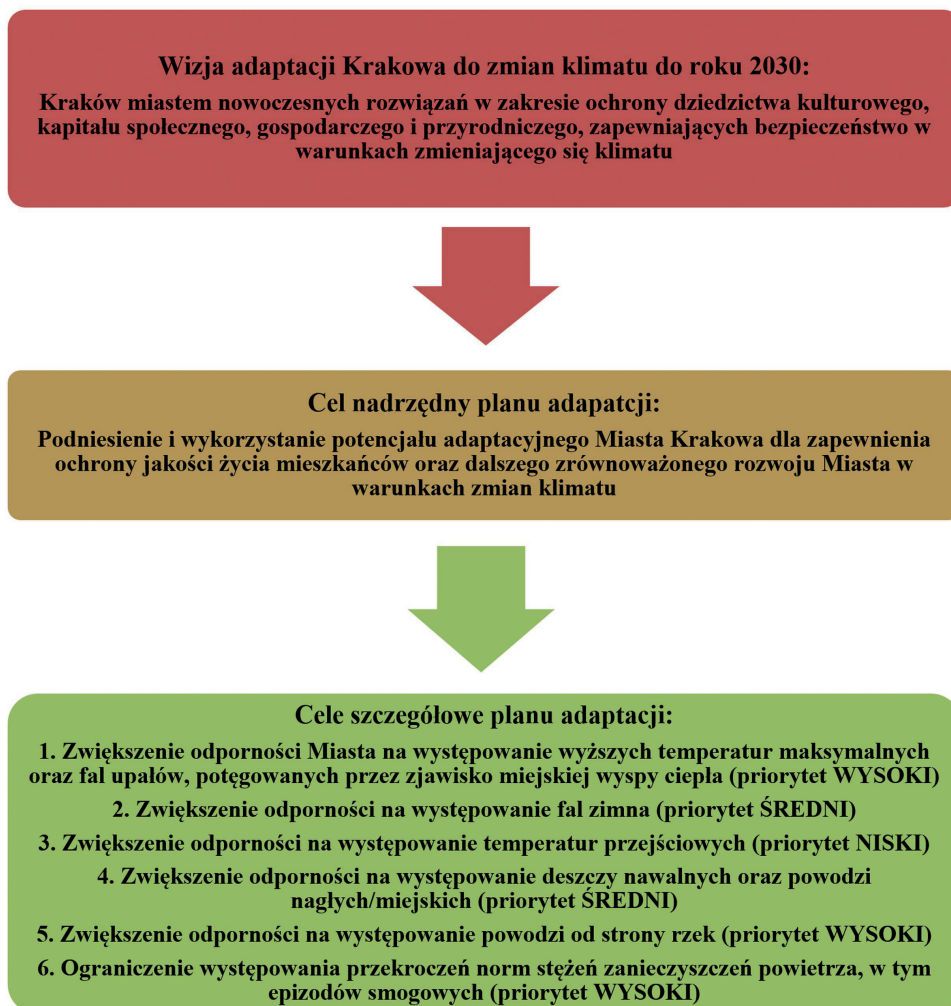 Wizja adaptacji Krakowa do zmian klimatu do roku 2030:
Kraków miastem nowoczesnych rozwiązań w zakresie ochrony dziedzictwa kulturowego,
kapitału społecznego, gospodarczego i przyrodniczego, zapewniających bezpieczeństwo w
warunkach zmieniającego się klimatu
Cel nadrzędny planu adapatcji:
Podniesienie i wykorzystanie potencjału adaptacyjnego Miasta Krakowa dla zapewnienia
ochrony jakości życia mieszkańców oraz dalszego zrównoważonego rozwoju Miasta w
warunkach zmian klimatu
Cele szczegółowe planu adaptacji:
1. Zwiększenie odporności Miasta na występowanie wyższych temperatur maksymalnych
oraz fal upałów, potęgowanych przez zjawisko miejskiej wyspy ciepła (priorytet WYSOKI)
2. Zwiększenie odporności na występowanie fal zimna (priorytet ŚREDNI)
3. Zwiększenie odporności na występowanie temperatur przejściowych (priorytet NISKI)
4. Zwiększenie odporności na występowanie deszczy nawalnych oraz powodzi
nagłych/miejskich (priorytet ŚREDNI)
5. Zwiększenie odporności na występowanie powodzi od strony rzek (priorytet WYSOKI)
6. Ograniczenie występowania przekroczeń norm stężeń zanieczyszczeń powietrza, w tym
epizodów smogowych (priorytet WYSOKI)